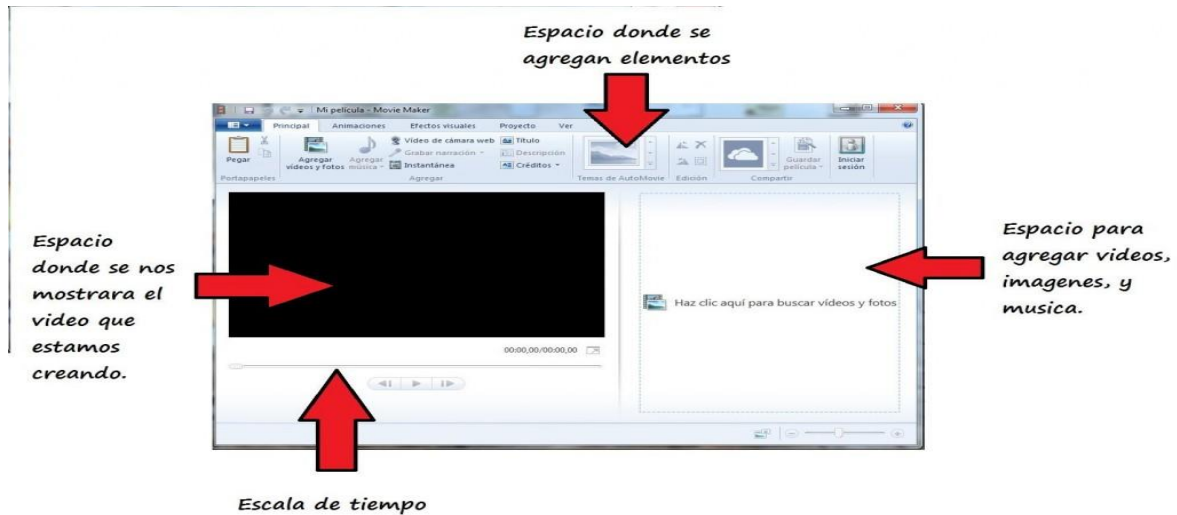 Espacio donde se
agregan elementos
Mi película - Movie Maker
Principal Animaciones Efectos visuales Proyecto Ver
Pegar
Agregar
vídeos y fotos
Agregar
música
Vídeo de cámara web
Grabar narración
Instantánea
Título
Descripción
Créditos
Guardar
película
Iniciar
sesión
Portapapeles Agregar Temas de AutoMovie Edición Compartir
Espacio
donde se nos
mostrara el
video que
estamos
creando.
Haz clic aquí para buscar vídeos y fotos
00:00,00/00:00,00
Espacio para
agregar videos,
imagenes, y
musica.
Escala de tiempo